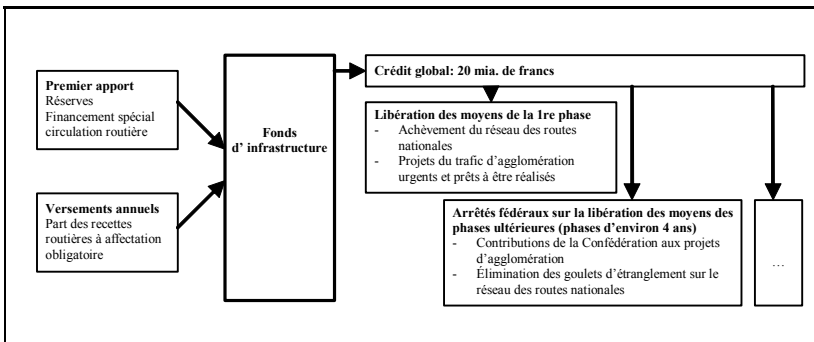 Premier apport
Réserves
Financement spécial
circulation routière
Versements annuels
Part des recettes
routières à affectation
obligatoire
Fonds
d’ infrastructure
Crédit global: 20 mia. de francs
Libération des moyens de la 1re phase
- Achèvement du réseau des routes
nationales
- Projets du trafic d’agglomération
urgents et prêts à être réalisés
Arrêtés fédéraux sur la libération des moyens des
phases ultérieures (phases d’environ 4 ans)
- Contributions de la Confédération aux projets
d’agglomération
- Élimination des goulets d’étranglement sur le
réseau des routes nationales
…